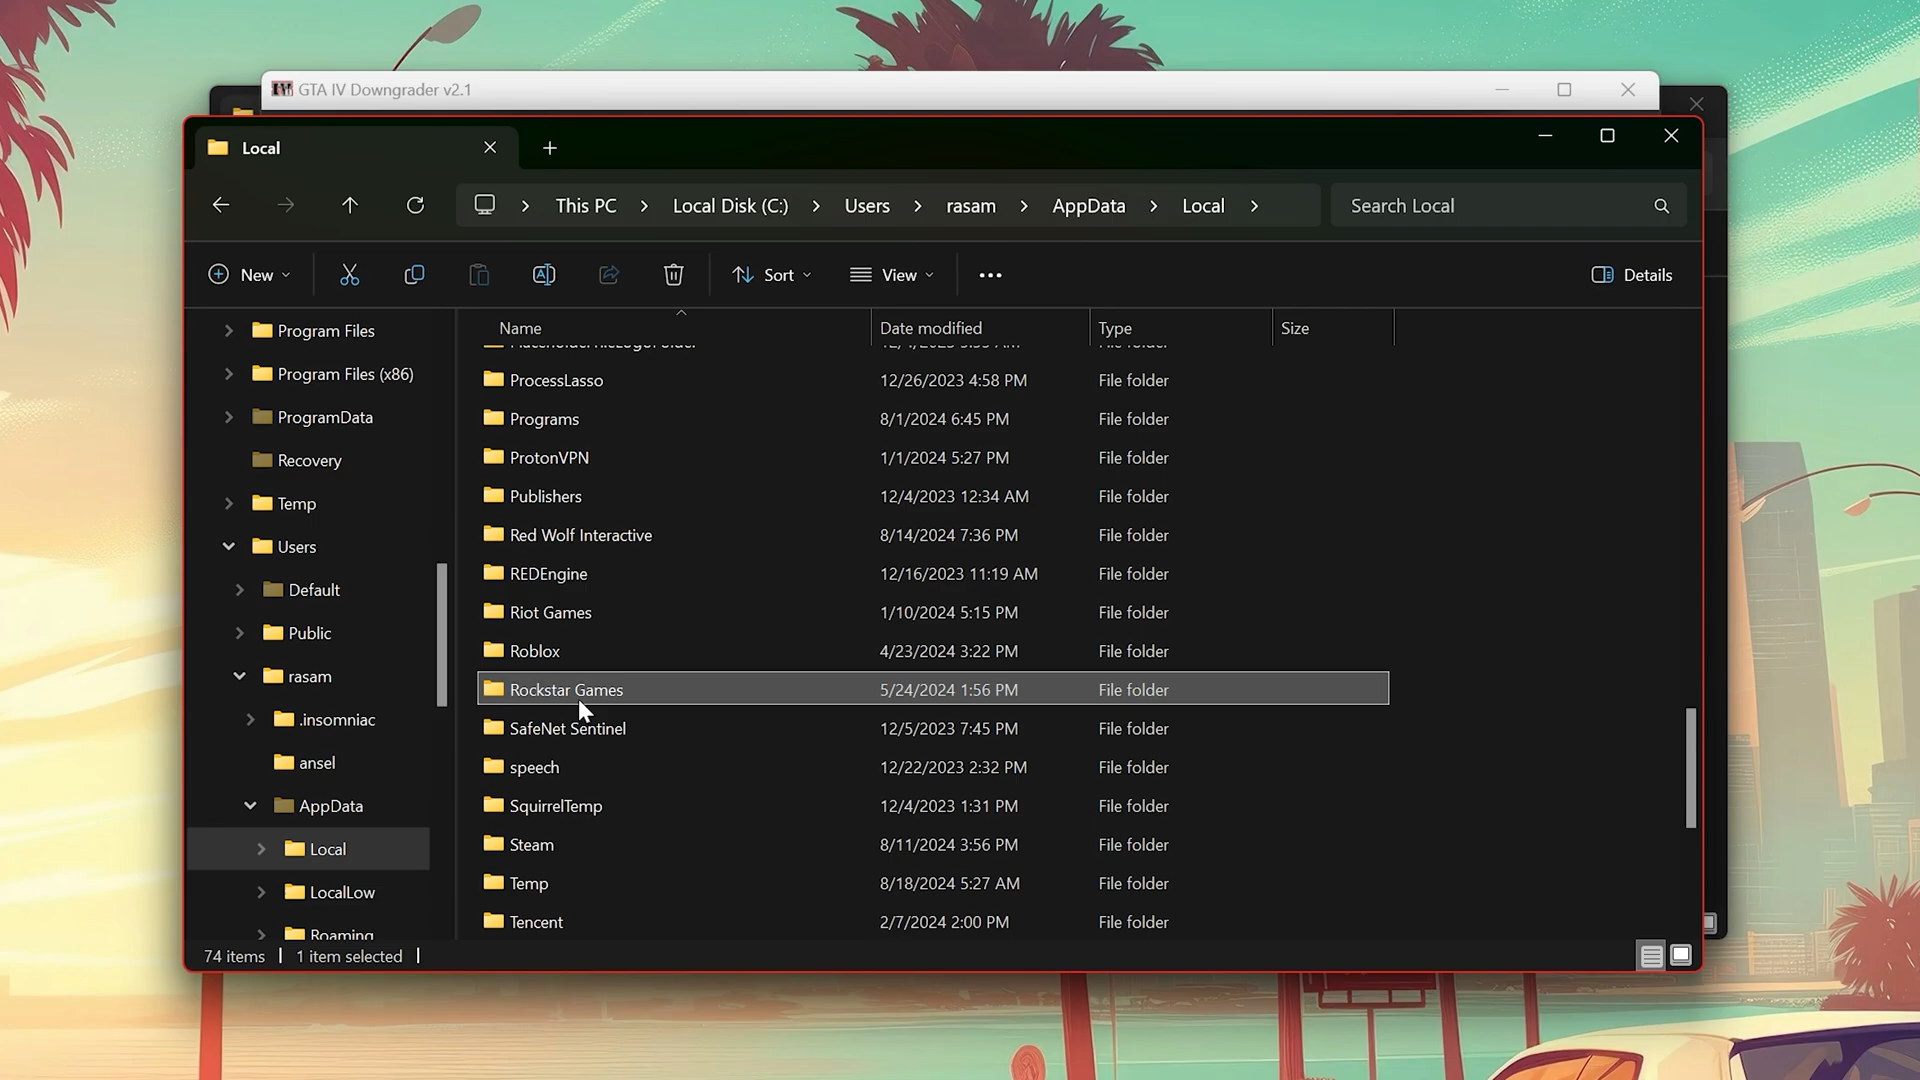 GTA IV Downgrader v2.1
Local
This PC > Local Disk (C:) > Users > rasam > AppData > Local >
Search Local
New
Sort
View
Details
Program Files
Program Files (x86)
ProgramData
Recovery
Temp
Users
Default
Public
rasam
.insomniac
ansel
AppData
Local
LocalLow
Roaming
Name Date modified Type Size
ProcessLasso 12/26/2023 4:58 PM File folder
Programs 8/1/2024 6:45 PM File folder
ProtonVPN 1/1/2024 5:27 PM File folder
Publishers 12/4/2023 12:34 AM File folder
Red Wolf Interactive 8/14/2024 7:36 PM File folder
REDEngine 12/16/2023 11:19 AM File folder
Riot Games 1/10/2024 5:15 PM File folder
Roblox 4/23/2024 3:22 PM File folder
Rockstar Games 5/24/2024 1:56 PM File folder
SafeNet Sentinel 12/5/2023 7:45 PM File folder
speech 12/22/2023 2:32 PM File folder
SquirrelTemp 12/4/2023 1:31 PM File folder
Steam 8/11/2024 3:56 PM File folder
Temp 8/18/2024 5:27 AM File folder
Tencent 2/7/2024 2:00 PM File folder
74 items | 1 item selected |